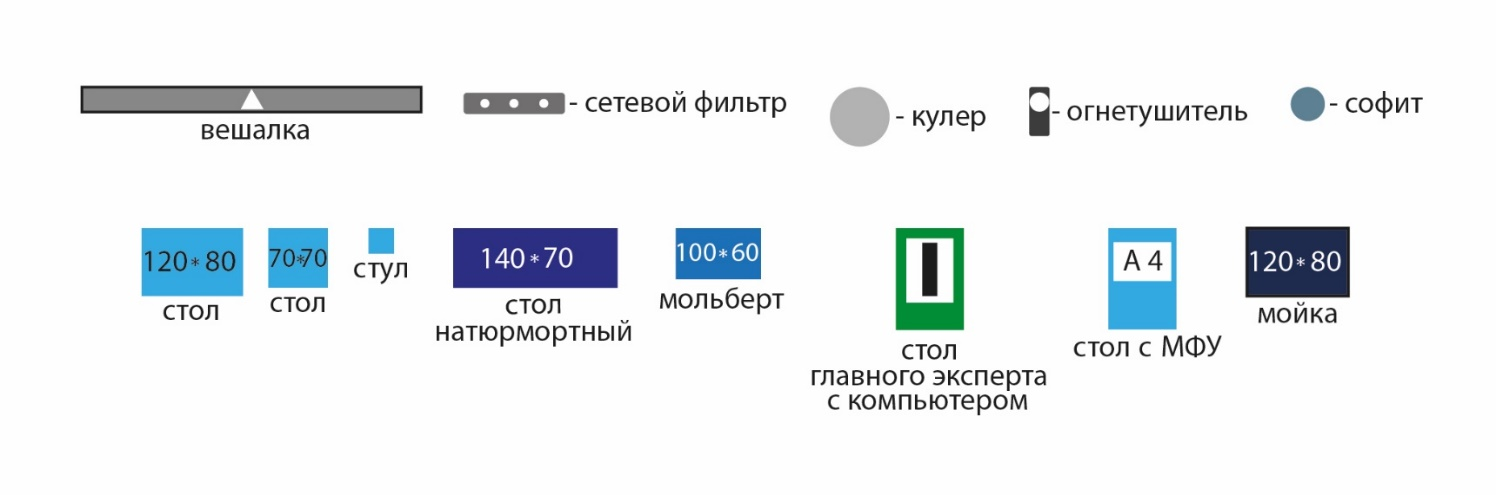 вешалка
- сетевой фильтр
- кулер
- огнетушитель
- софит
120*80
стол
70*70
стол
стул
140*70
стол
натюрмортный
100*60
мольберт
стол
главного эксперта
с компьютером
А 4
стол с МФУ
120*80
мойка